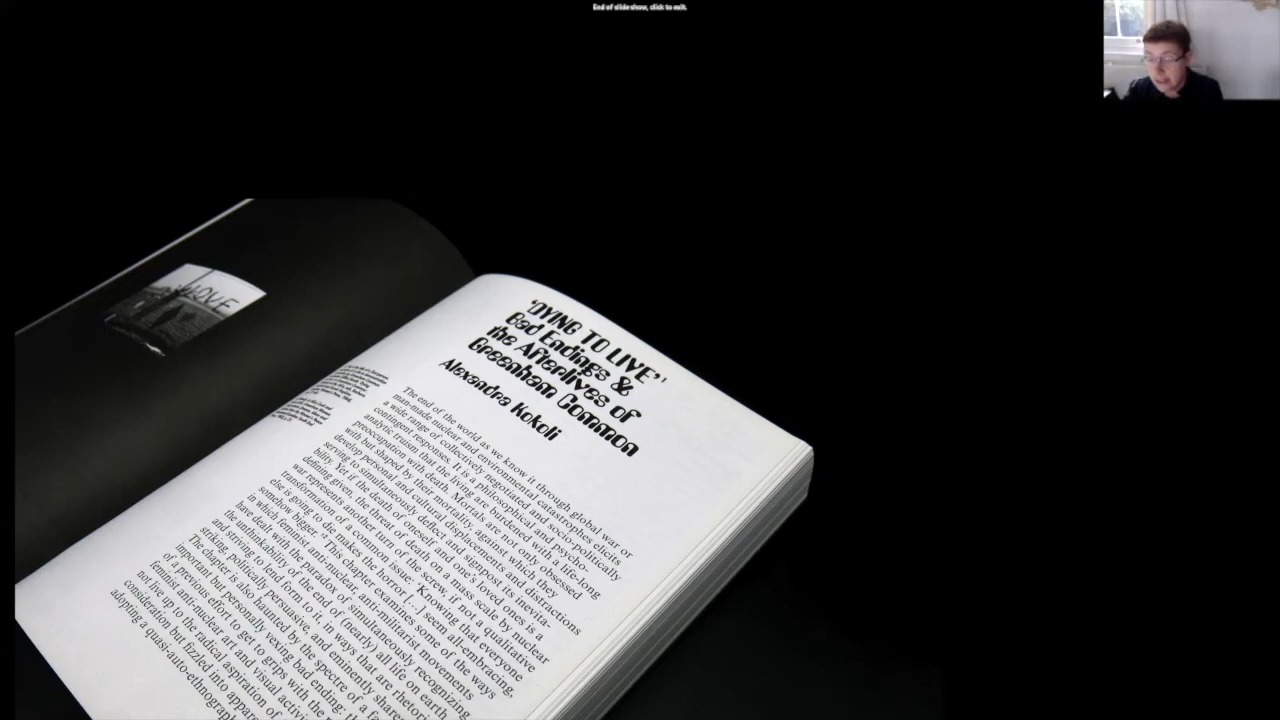 End of slide show, click to exit.
LOVE
'DYING TO LIVE'¹
Bad Endings &
the Afterlives of
Greenham Common
Alexandra Kokoli
The end of the world as we know it through global war or
man-made nuclear and environmental catastrophes elicits
a wide range of collectively negotiated and socio-politically
contingent responses. It is a philosophical and psycho-
analytic truism that the living are burdened with a life-long
preoccupation with death. Mortals are not only obsessed
with but shaped by their mortality, against which they
develop personal and cultural displacements and distractions
serving to simultaneously deflect and signpost its inevita-
bility. Yet if the death of oneself and one's loved ones is a
defining given, the threat of death on a mass scale by nuclear
war represents another turn of the screw, if not a qualitative
transformation of a common issue: 'Knowing that everyone
else is going to die makes the horror [...] seem all-embracing,
somehow bigger.'² This chapter examines some of the ways
in which feminist anti-nuclear, anti-militarist movements
have dealt with the paradox of simultaneously recognizing
the unthinkability of the end of (nearly) all life on earth
and striving to lend form to it, in ways that are rhetori
striking, politically persuasive, and eminently share
The chapter is also haunted by the spectre of a fa
important but personally vexing bad ending: th
of a previous effort to get to grips with the
feminist anti-nuclear art and visual activi
not live up to the radical aspiration of
consideration but fizzled into appar
adopting a quasi-auto-ethnograp